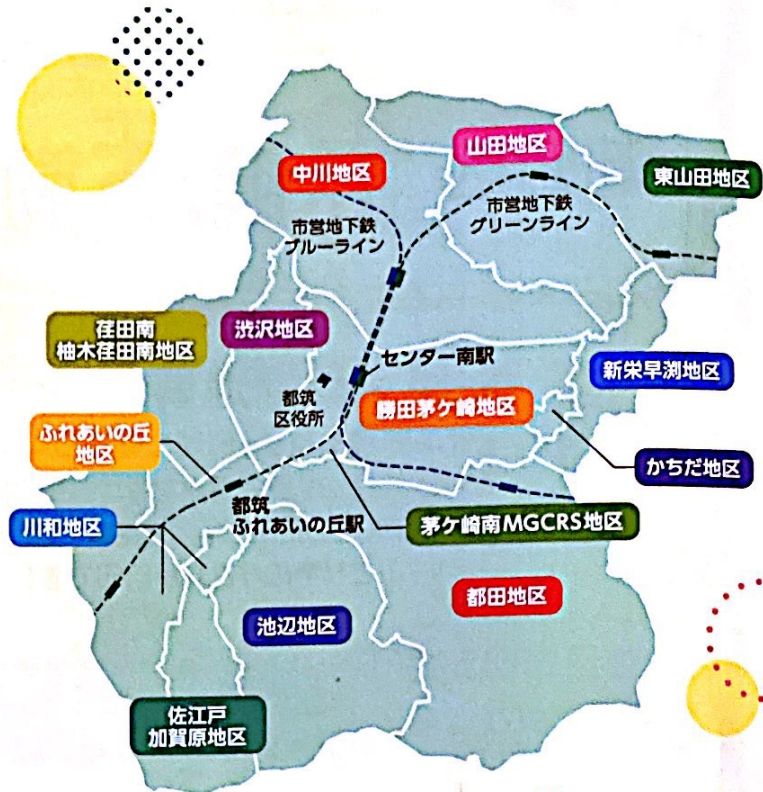 山田地区
中川地区
東山田地区
市営地下鉄
ブルーライン
市営地下鉄
グリーンライン
荏田南
柚木荏田南地区
渋沢地区
センター南駅
新栄早渕地区
都筑
区役所
勝田茅ケ崎地区
ふれあいの丘
地区
かちだ地区
都筑
ふれあいの丘駅
川和地区
茅ケ崎南MGCRS地区
都田地区
池辺地区
佐江戸
加賀原地区